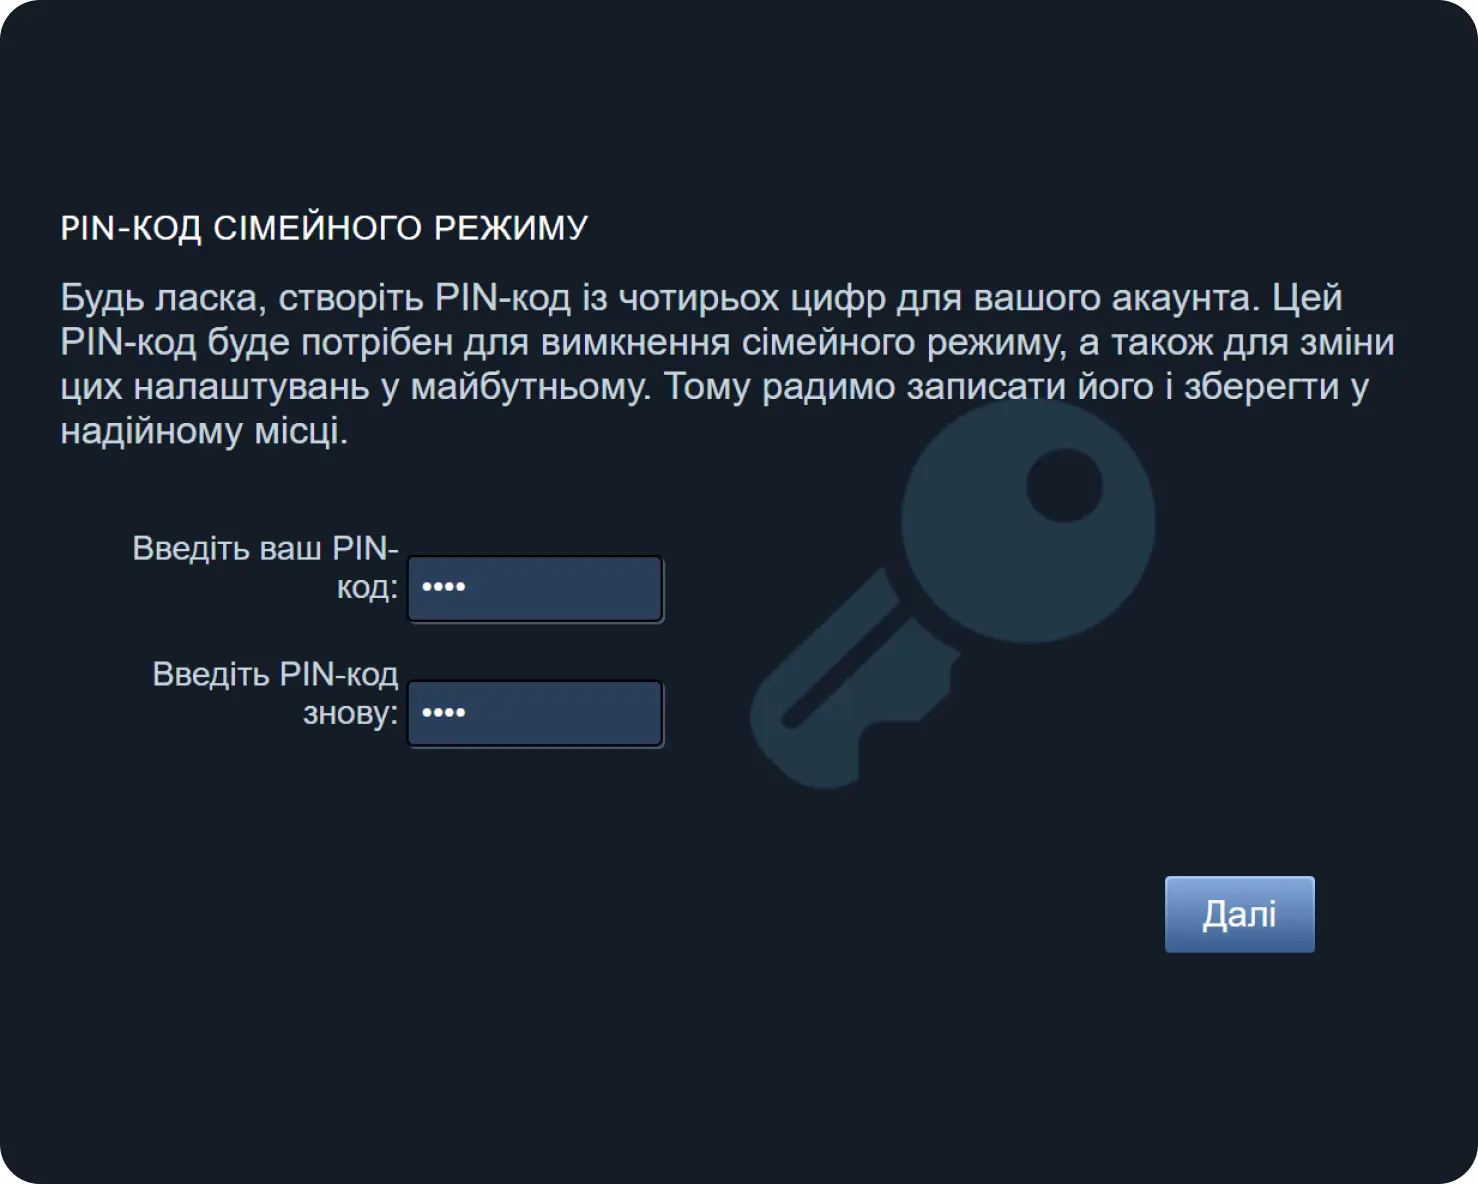 PIN-КОД СІМЕЙНОГО РЕЖИМУ
Будь ласка, створіть PIN-код із чотирьох цифр для вашого акаунта. Цей
PIN-код буде потрібен для вимкнення сімейного режиму, а також для зміни
цих налаштувань у майбутньому. Тому радимо записати його і зберегти у
надійному місці.
Введіть ваш PIN-
код:
••••
Введіть PIN-код
знову:
••••
Далі